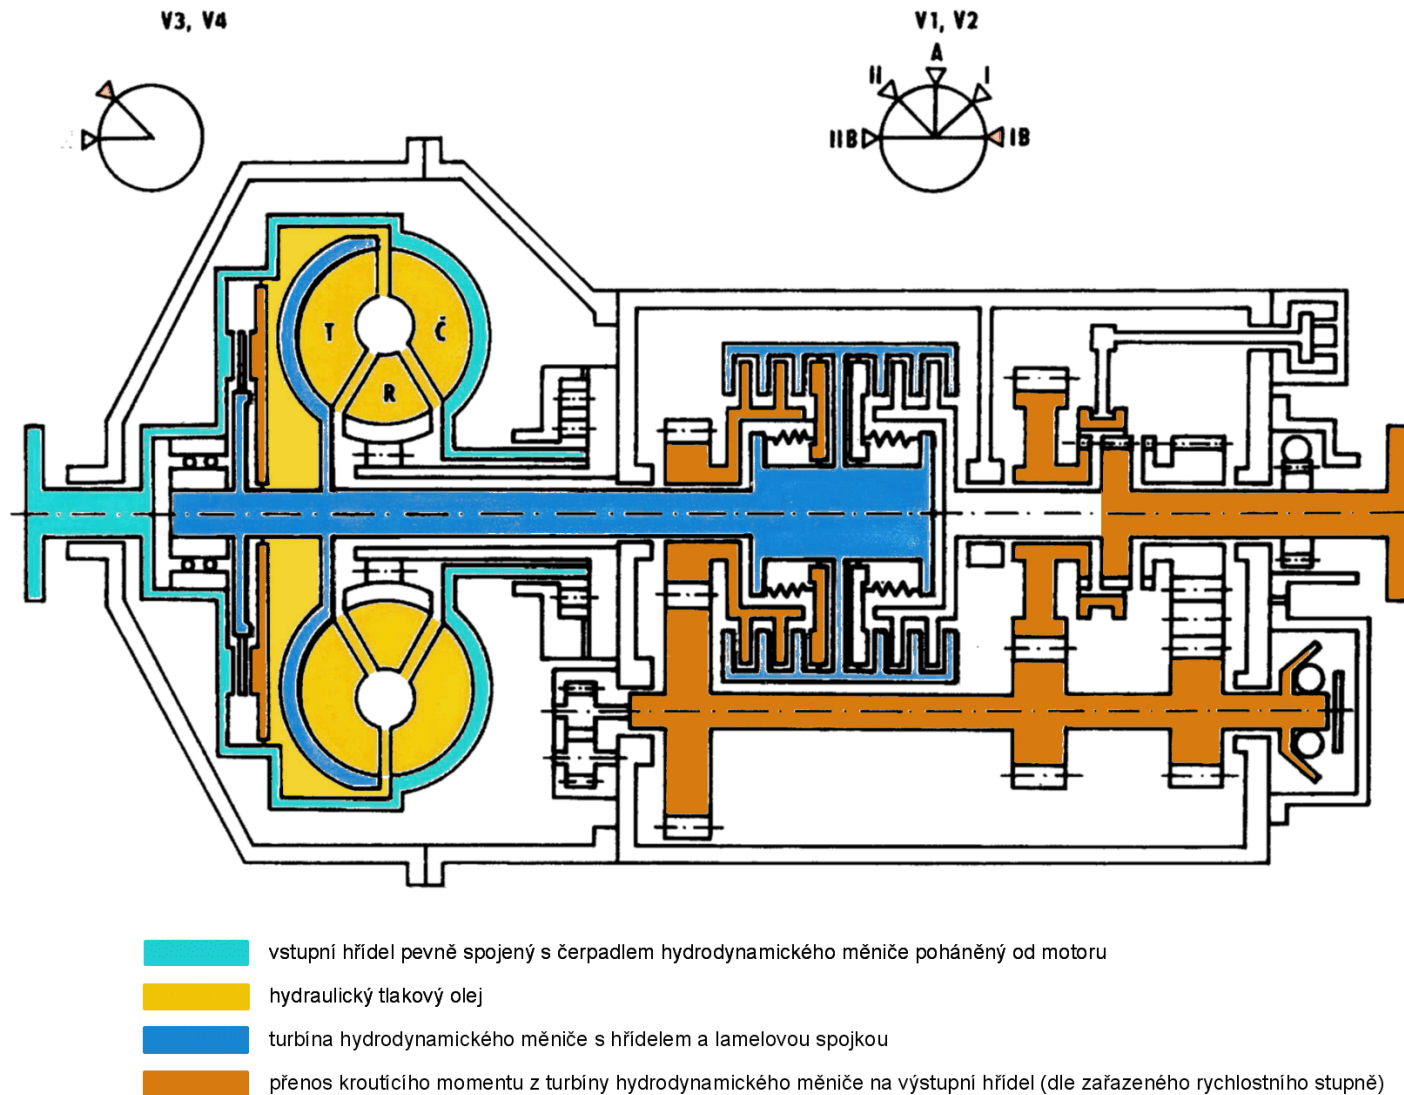 V3, V4
V1, V2
A
II
I
IIB
IB
T
Č
R
vstupní hřídel pevně spojený s čerpadlem hydrodynamického měniče poháněný od motoru
hydraulický tlakový olej
turbína hydrodynamického měniče s hřídelem a lamelovou spojkou
přenos krouticího momentu z turbíny hydrodynamického měniče na výstupní hřídel (dle zařazeného rychlostního stupně)